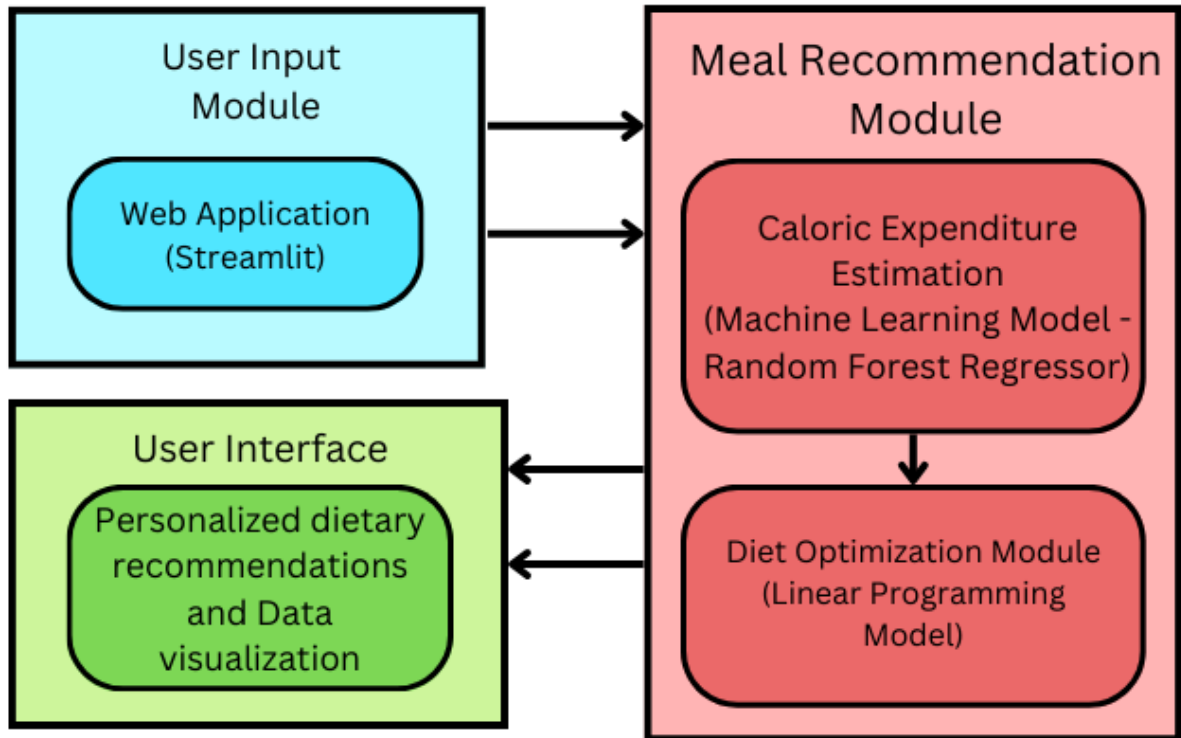 User Input
Module
Web Application
(Streamlit)
Meal Recommendation
Module
Caloric Expenditure
Estimation
(Machine Learning Model -
Random Forest Regressor)
Diet Optimization Module
(Linear Programming
Model)
User Interface
Personalized dietary
recommendations
and Data
visualization